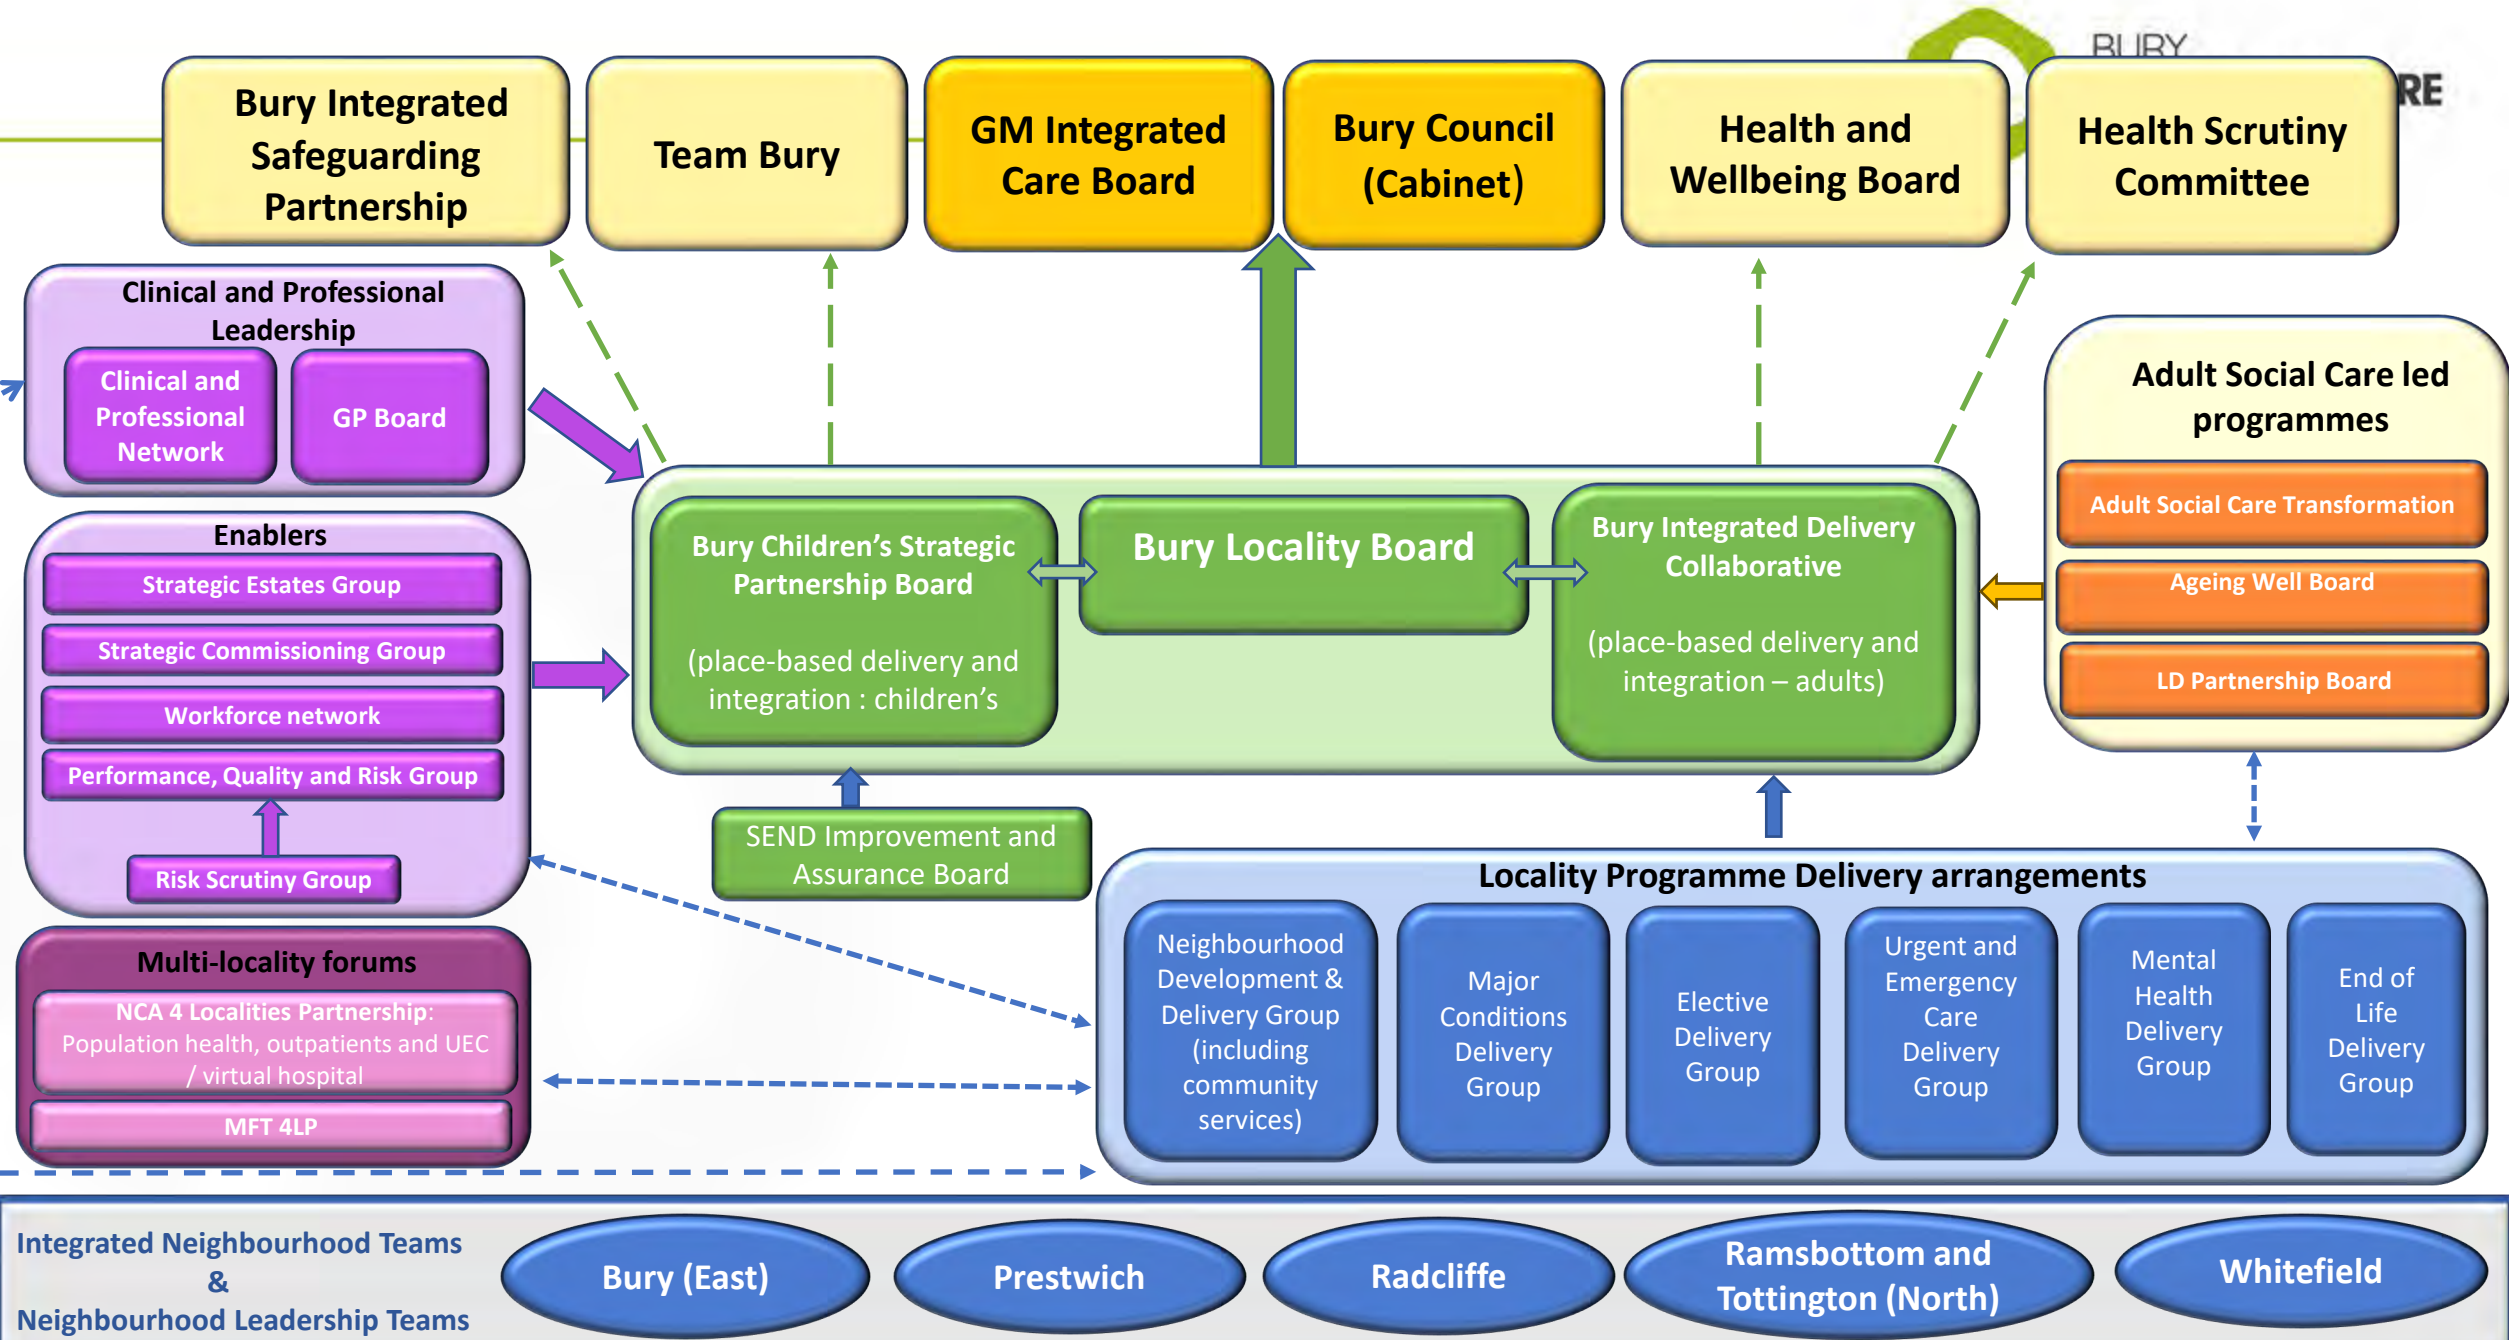 BURY
RE
Bury Integrated
Safeguarding
Partnership
Team Bury
GM Integrated
Care Board
Bury Council
(Cabinet)
Health and
Wellbeing Board
Health Scrutiny
Committee
Clinical and Professional
Leadership
Clinical and
Professional
Network
GP Board
Enablers
Strategic Estates Group
Strategic Commissioning Group
Workforce network
Performance, Quality and Risk Group
Risk Scrutiny Group
Multi-locality forums
NCA 4 Localities Partnership:
Population health, outpatients and UEC
/ virtual hospital
MFT 4LP
Bury Children’s Strategic
Partnership Board
(place-based delivery and
integration : children’s
Bury Locality Board
Bury Integrated Delivery
Collaborative
(place-based delivery and
integration – adults)
Adult Social Care led
programmes
Adult Social Care Transformation
Ageing Well Board
LD Partnership Board
SEND Improvement and
Assurance Board
Locality Programme Delivery arrangements
Neighbourhood
Development &
Delivery Group
(including
community
services)
Major
Conditions
Delivery
Group
Elective
Delivery
Group
Urgent and
Emergency
Care
Delivery
Group
Mental
Health
Delivery
Group
End of
Life
Delivery
Group
Integrated Neighbourhood Teams
&
Neighbourhood Leadership Teams
Bury (East)
Prestwich
Radcliffe
Ramsbottom and
Tottington (North)
Whitefield